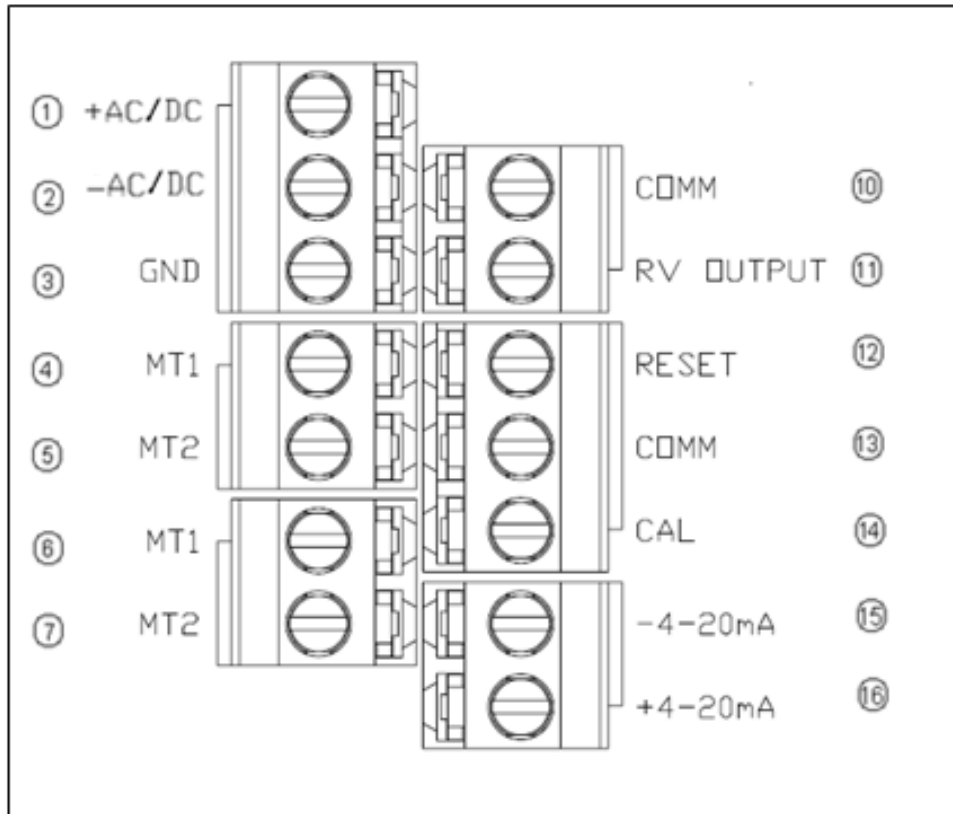 ① +AC/DC
② -AC/DC
③ GND
④ MT1
⑤ MT2
⑥ MT1
⑦ MT2
COMM ⑩
RV OUTPUT ⑪
RESET ⑫
COMM ⑬
CAL ⑭
-4-20mA ⑮
+4-20mA ⑯